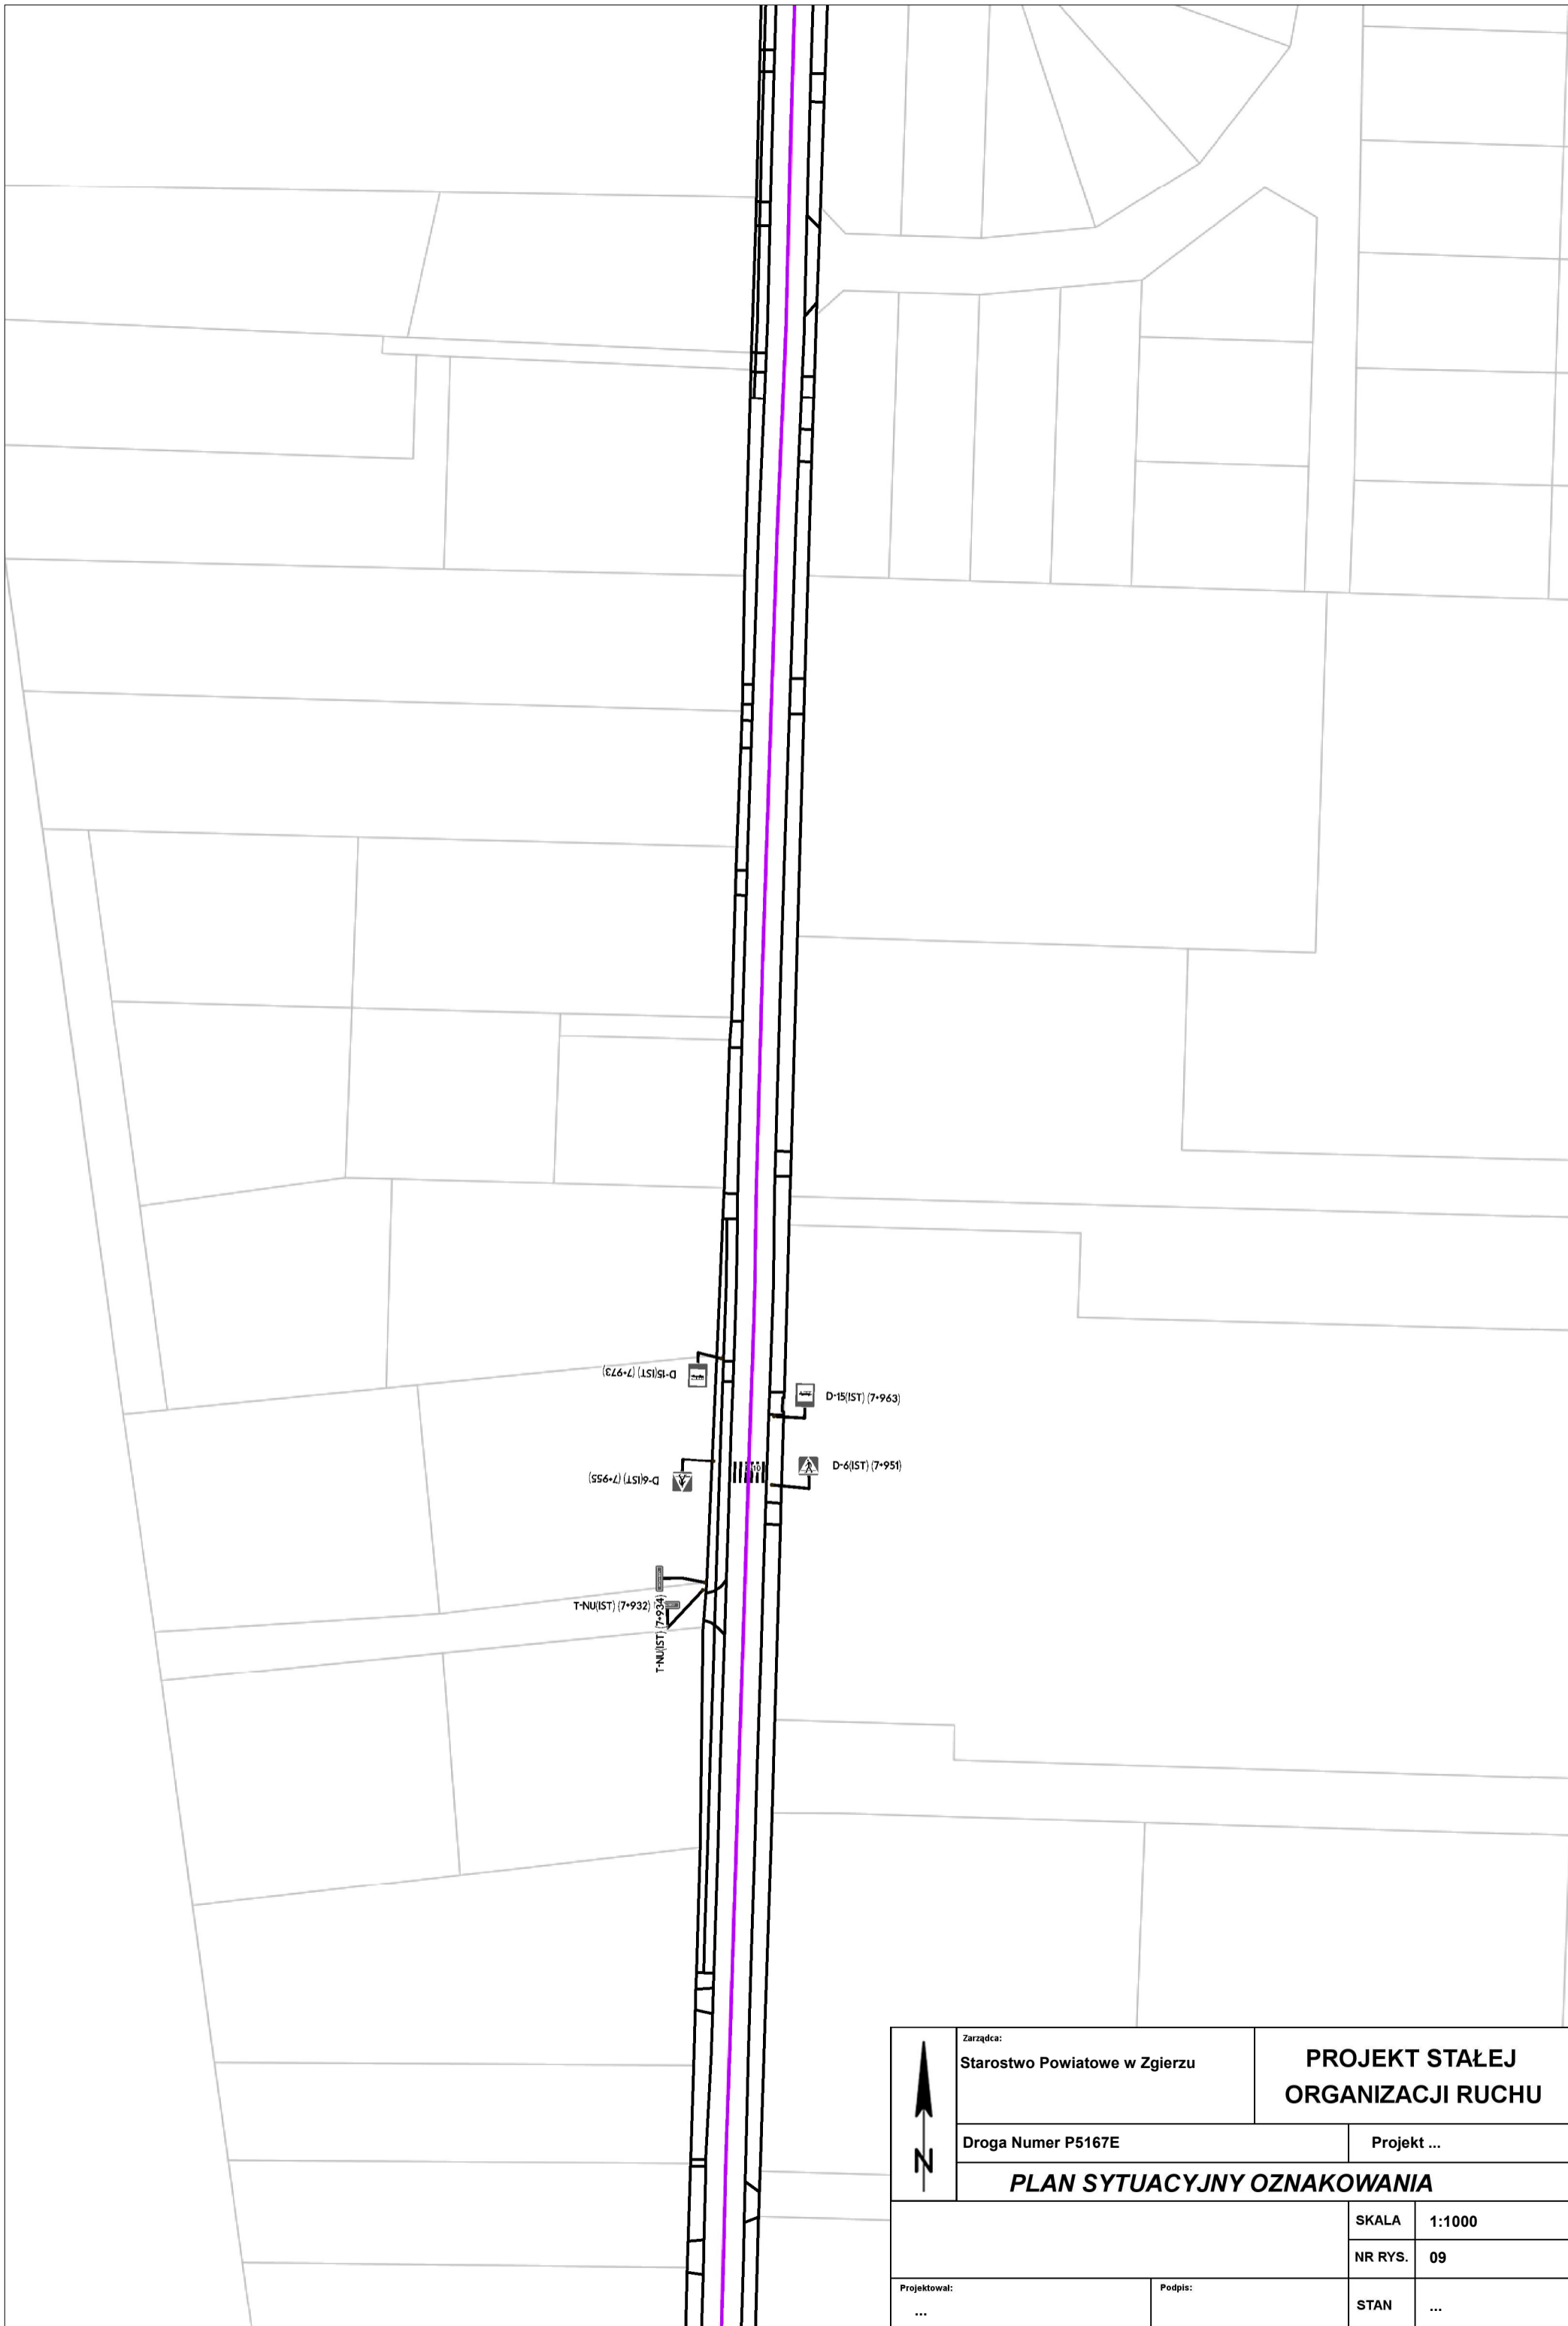 D-15(IST) (7+973)
D-15(IST) (7+963)
D-6(IST) (7+955)
D-6(IST) (7+951)
T-NU(IST) (7+932)
T-NU(IST) (7+934)
Zarządca:
Starostwo Powiatowe w Zgierzu
PROJEKT STAŁEJ
ORGANIZACJI RUCHU
Droga Numer P5167E
Projekt ...
N
PLAN SYTUACYJNY OZNAKOWANIA
SKALA 1:1000
NR RYS. 09
Projektował:
...
Podpis:
STAN ...